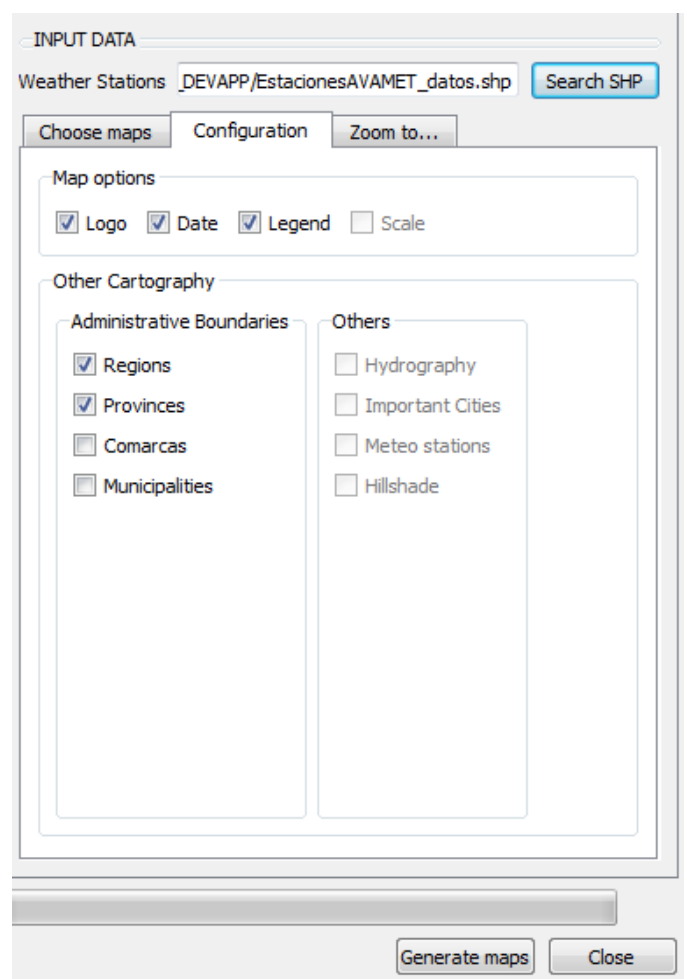 INPUT DATA
Weather Stations _DEVAPP/EstacionesAVAMET_datos.shp Search SHP
Choose maps Configuration Zoom to...
Map options
Logo Date Legend Scale
Other Cartography
Administrative Boundaries Others
Regions Hydrography
Provinces Important Cities
Comarcas Meteo stations
Municipalities Hillshade
Generate maps Close